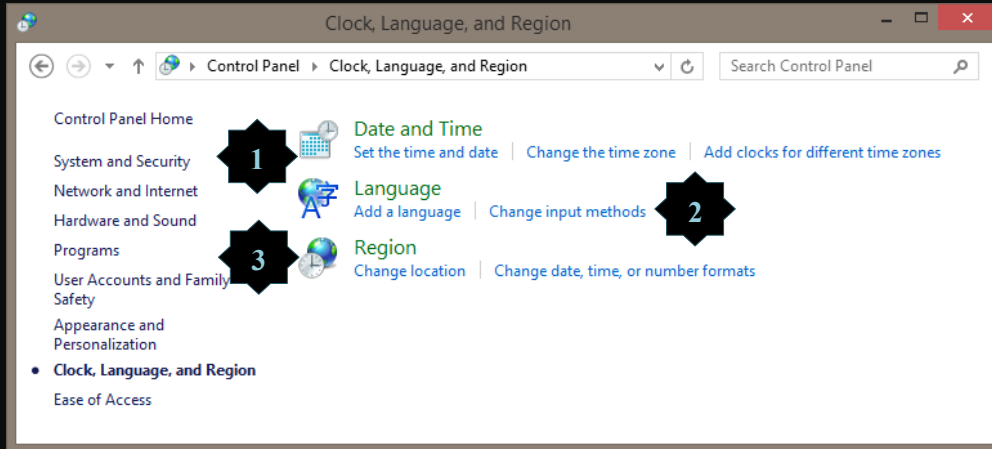 Clock, Language, and Region
Control Panel Clock, Language, and Region
Search Control Panel
Control Panel Home
System and Security
Network and Internet
Hardware and Sound
Programs
User Accounts and Family
Safety
Appearance and
Personalization
Clock, Language, and Region
Ease of Access
1
Date and Time
Set the time and date Change the time zone Add clocks for different time zones
Language
Add a language Change input methods
2
3
Region
Change location Change date, time, or number formats